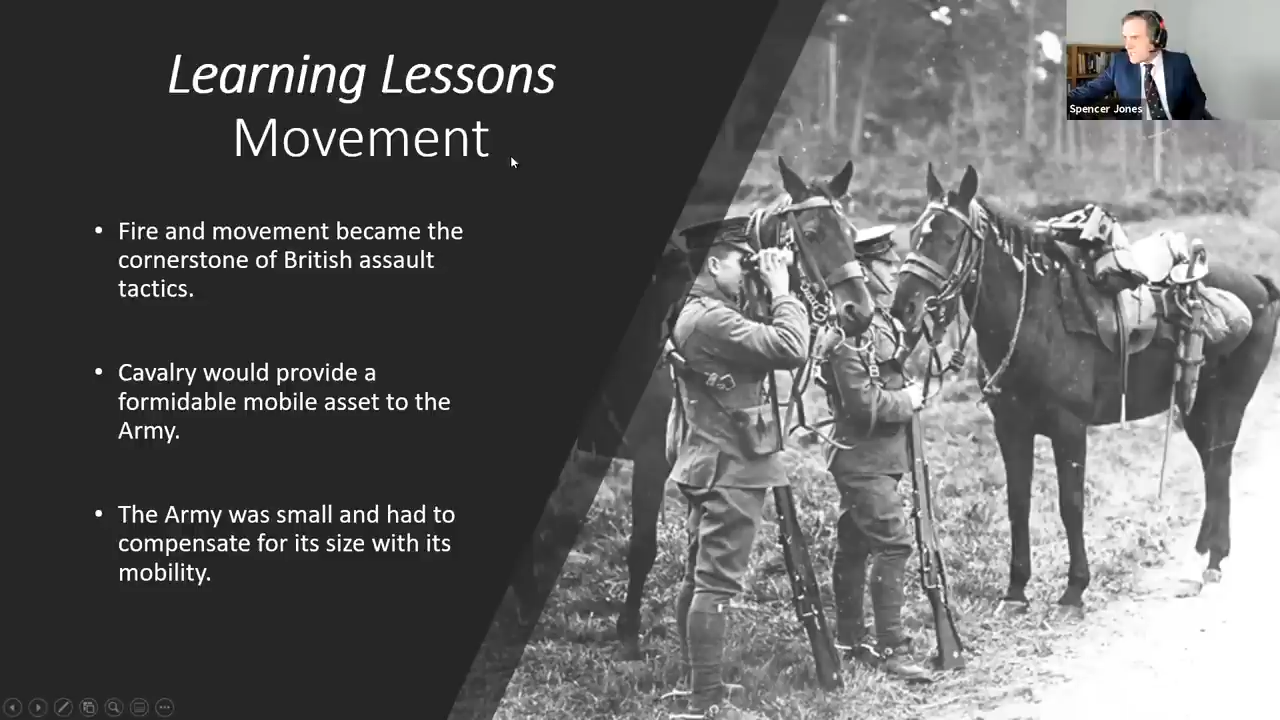 Learning Lessons
Movement
Spencer Jones
• Fire and movement became the
cornerstone of British assault
tactics.
• Cavalry would provide a
formidable mobile asset to the
Army.
• The Army was small and had to
compensate for its size with its
mobility.